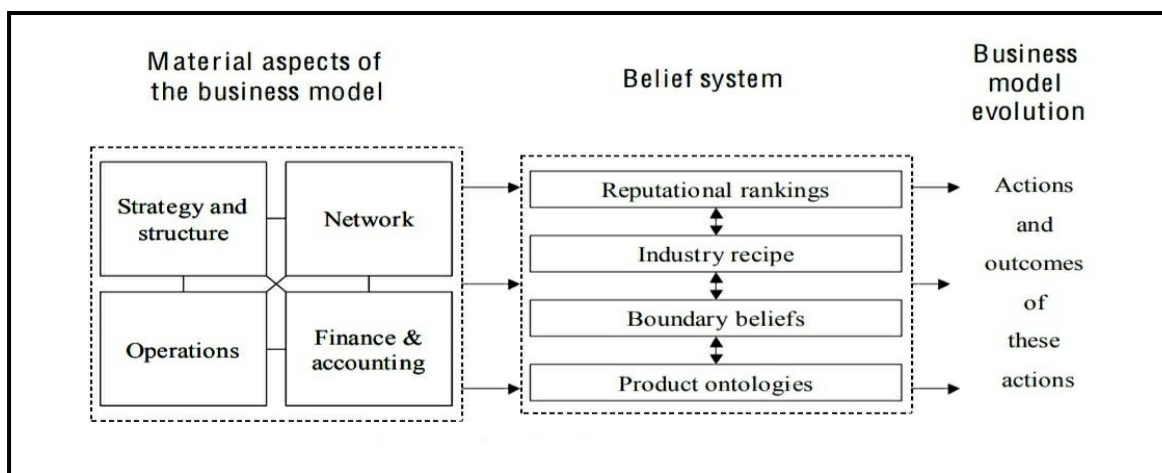 Material aspects of
the business model
Belief system
Business
model
evolution
Strategy and
structure
Network
Operations
Finance &
accounting
Reputational rankings
Industry recipe
Boundary beliefs
Product ontologies
Actions
and
outcomes
of
these
actions